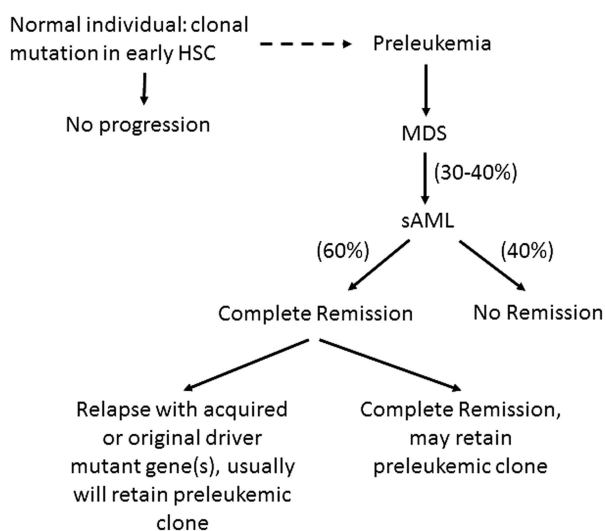 Normal individual: clonal
mutation in early HSC
Preleukemia
No progression
MDS
(30-40%)
sAML
(60%)
(40%)
Complete Remission
No Remission
Relapse with acquired
or original driver
mutant gene(s), usually
will retain preleukemic
clone
Complete Remission,
may retain
preleukemic clone